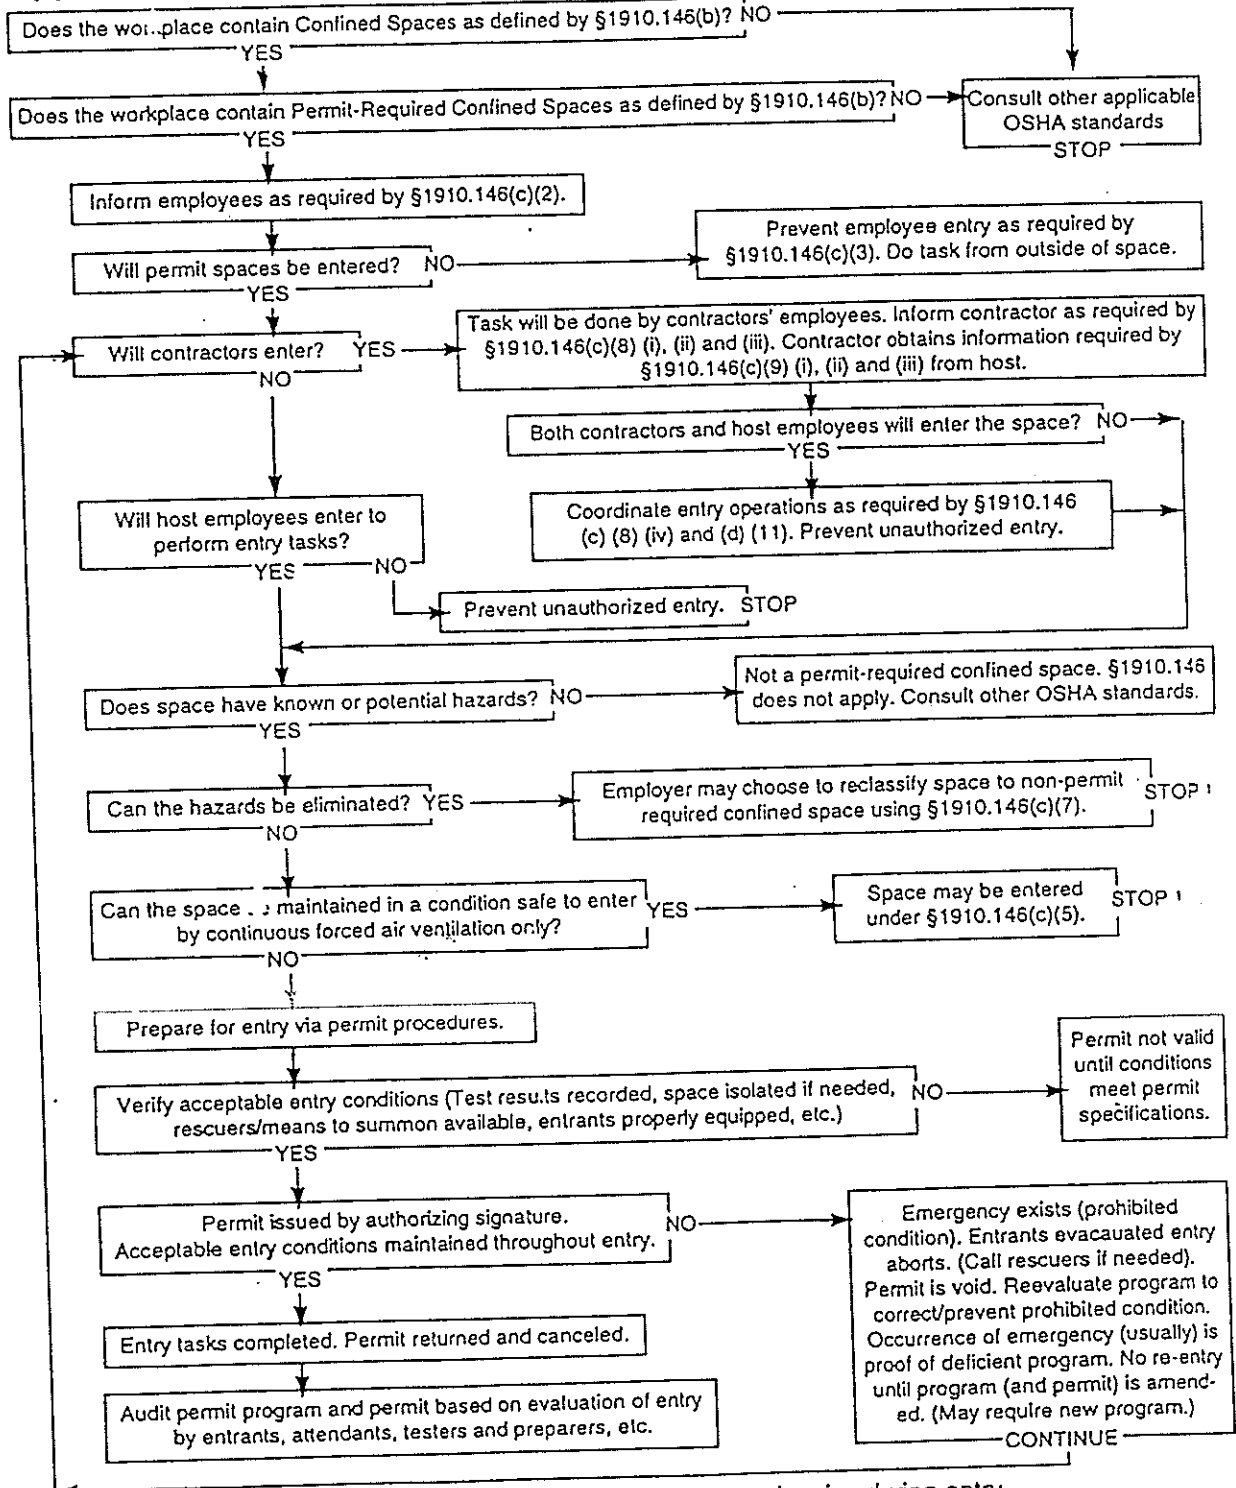 Does the wor..place contain Confined Spaces as defined by §1910.146(b)? NO
YES
Does the workplace contain Permit-Required Confined Spaces as defined by §1910.146(b)? NO
YES
Consult other applicable
OSHA standards
STOP
Inform employees as required by §1910.146(c)(2).
Will permit spaces be entered? NO
YES
Prevent employee entry as required by
§1910.146(c)(3). Do task from outside of space.
Will contractors enter? YES
NO
Task will be done by contractors' employees. Inform contractor as required by
§1910.146(c)(8) (i), (ii) and (iii). Contractor obtains information required by
§1910.146(c)(9) (i), (ii) and (iii) from host.
Both contractors and host employees will enter the space? NO
YES
Coordinate entry operations as required by §1910.146
(c) (8) (iv) and (d) (11). Prevent unauthorized entry.
Will host employees enter to
perform entry tasks?
YES NO
Prevent unauthorized entry. STOP
Does space have known or potential hazards? NO
YES
Not a permit-required confined space. §1910.146
does not apply. Consult other OSHA standards.
Can the hazards be eliminated? YES
NO
Employer may choose to reclassify space to non-permit
required confined space using §1910.146(c)(7).
STOP ¹
Can the space maintained in a condition safe to enter
by continuous forced air ventilation only?
YES
NO
Space may be entered
under §1910.146(c)(5).
STOP ¹
Prepare for entry via permit procedures.
Verify acceptable entry conditions (Test results recorded, space isolated if needed,
rescuers/means to summon available, entrants properly equipped, etc.)
NO
YES
Permit not valid
until conditions
meet permit
specifications.
Permit issued by authorizing signature.
Acceptable entry conditions maintained throughout entry.
NO
YES
Emergency exists (prohibited
condition). Entrants evacauated entry
aborts. (Call rescuers if needed).
Permit is void. Reevaluate program to
correct/prevent prohibited condition.
Occurrence of emergency (usually) is
proof of deficient program. No re-entry
until program (and permit) is amend-
ed. (May require new program.)
CONTINUE
Entry tasks completed. Permit returned and canceled.
Audit permit program and permit based on evaluation of entry
by entrants, attendants, testers and preparers, etc.
during entry